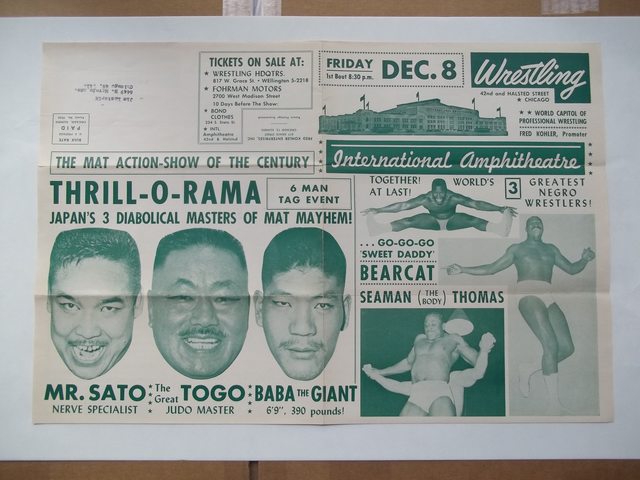 TICKETS ON SALE AT:
★ WRESTLING HDQTRS.
817 W. Grace St. • WEllington 5-2218
★ FOHRMAN MOTORS
2700 West Madison Street
10 Days Before The Show:
★ BOND
CLOTHES
★ INTL
Amphitheatre
42nd & Halsted
PAID
FRIDAY
1st Bout 8:30 p.m.
DEC. 8
Wrestling
42nd and HALSTED STREET
★ CHICAGO
★★ WORLD CAPITOL OF
PROFESSIONAL WRESTLING
FRED KOHLER, Promoter
International Amphitheatre
THE MAT ACTION-SHOW OF THE CENTURY
THRILL-O-RAMA
6 MAN
TAG EVENT
JAPAN'S 3 DIABOLICAL MASTERS OF MAT MAYHEM!
MR. SATO
NERVE SPECIALIST
The Great TOGO
JUDO MASTER
BABA THE GIANT
6'9", 390 pounds!
TOGETHER
AT LAST!
WORLD'S 3 GREATEST
NEGRO
WRESTLERS!
. . . GO-GO-GO
'SWEET DADDY'
BEARCAT
SEAMAN (THE BODY) THOMAS